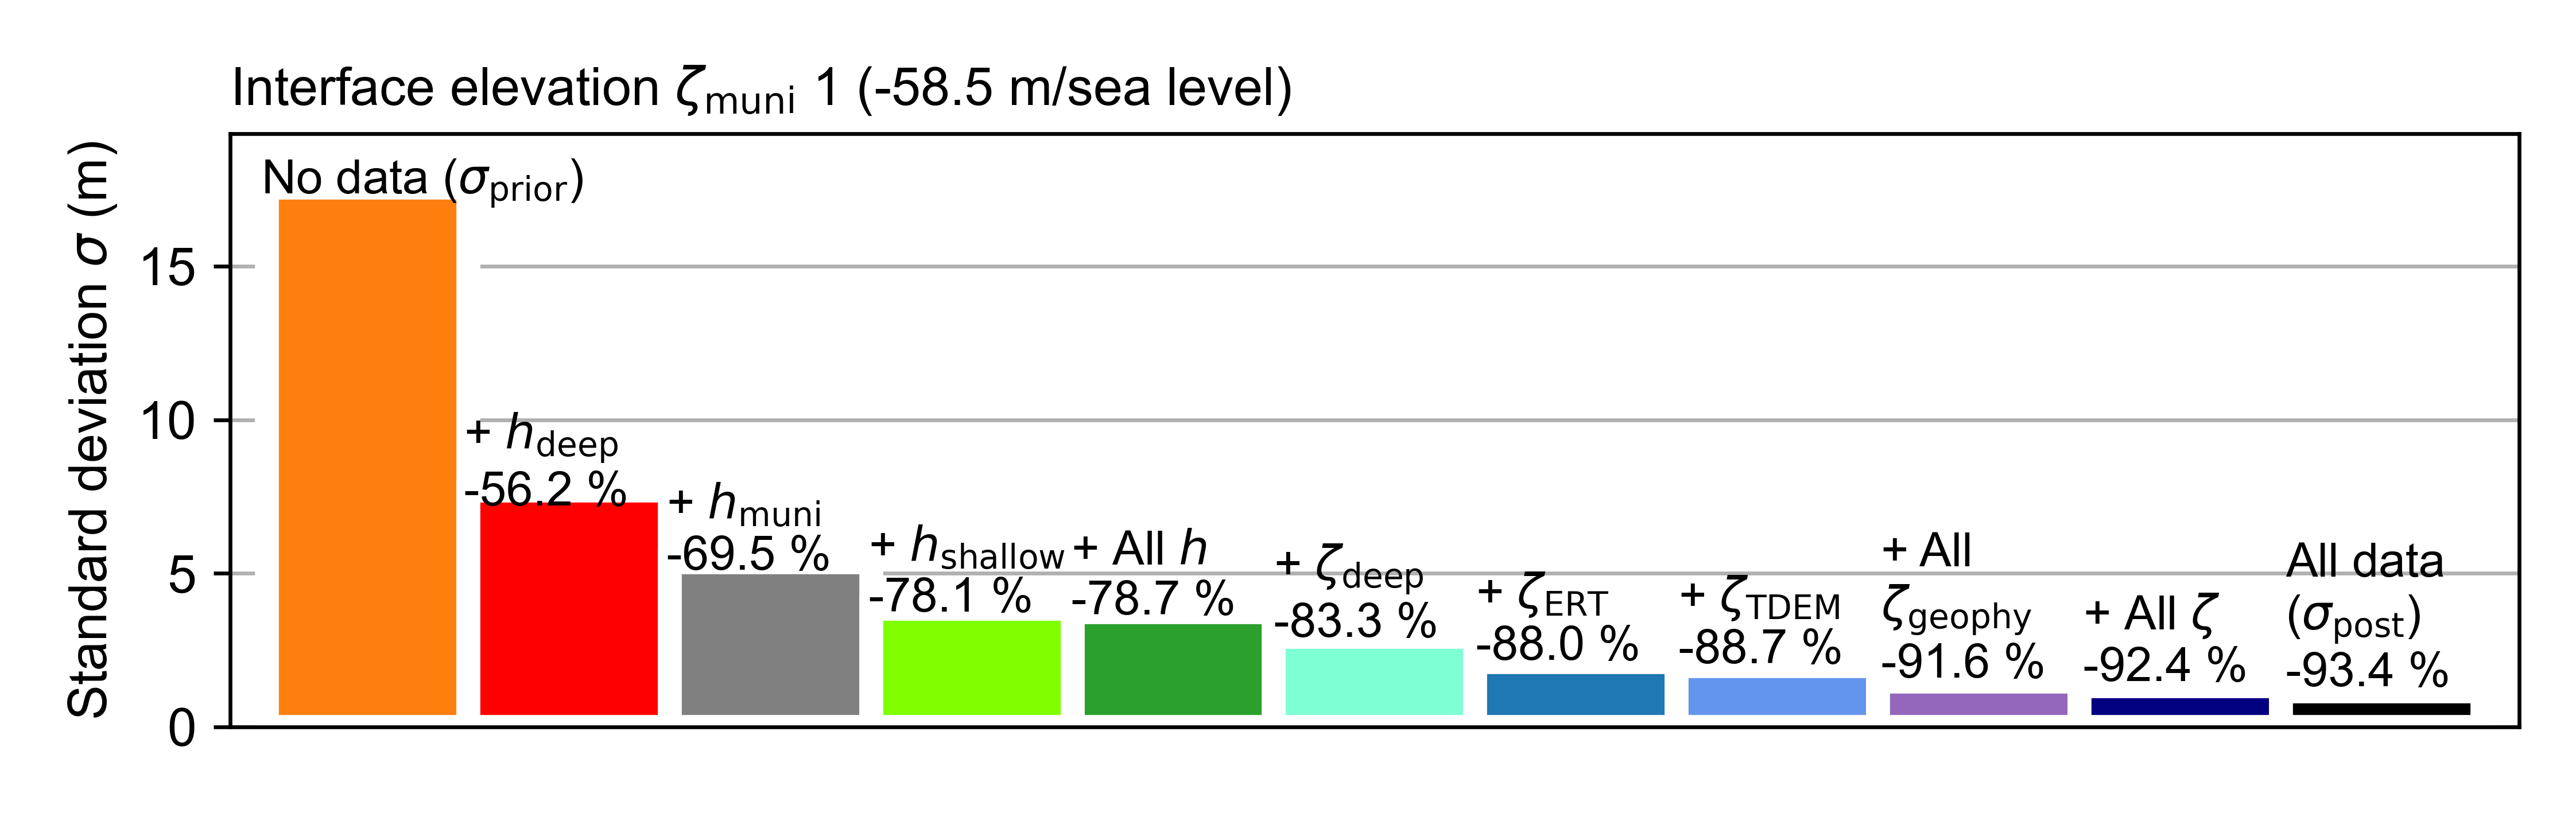 Interface elevation ζmuni 1 (-58.5 m/sea level)
Standard deviation σ (m)
15
10
5
0
No data (σprior)
+ hdeep
-56.2 %
+ hmuni
-69.5 %
+ hshallow
-78.1 %
+ All h
-78.7 %
+ ζdeep
-83.3 %
+ ζERT
-88.0 %
+ ζTDEM
-88.7 %
+ All
ζgeophy
-91.6 %
+ All ζ
-92.4 %
All data
(σpost)
-93.4 %